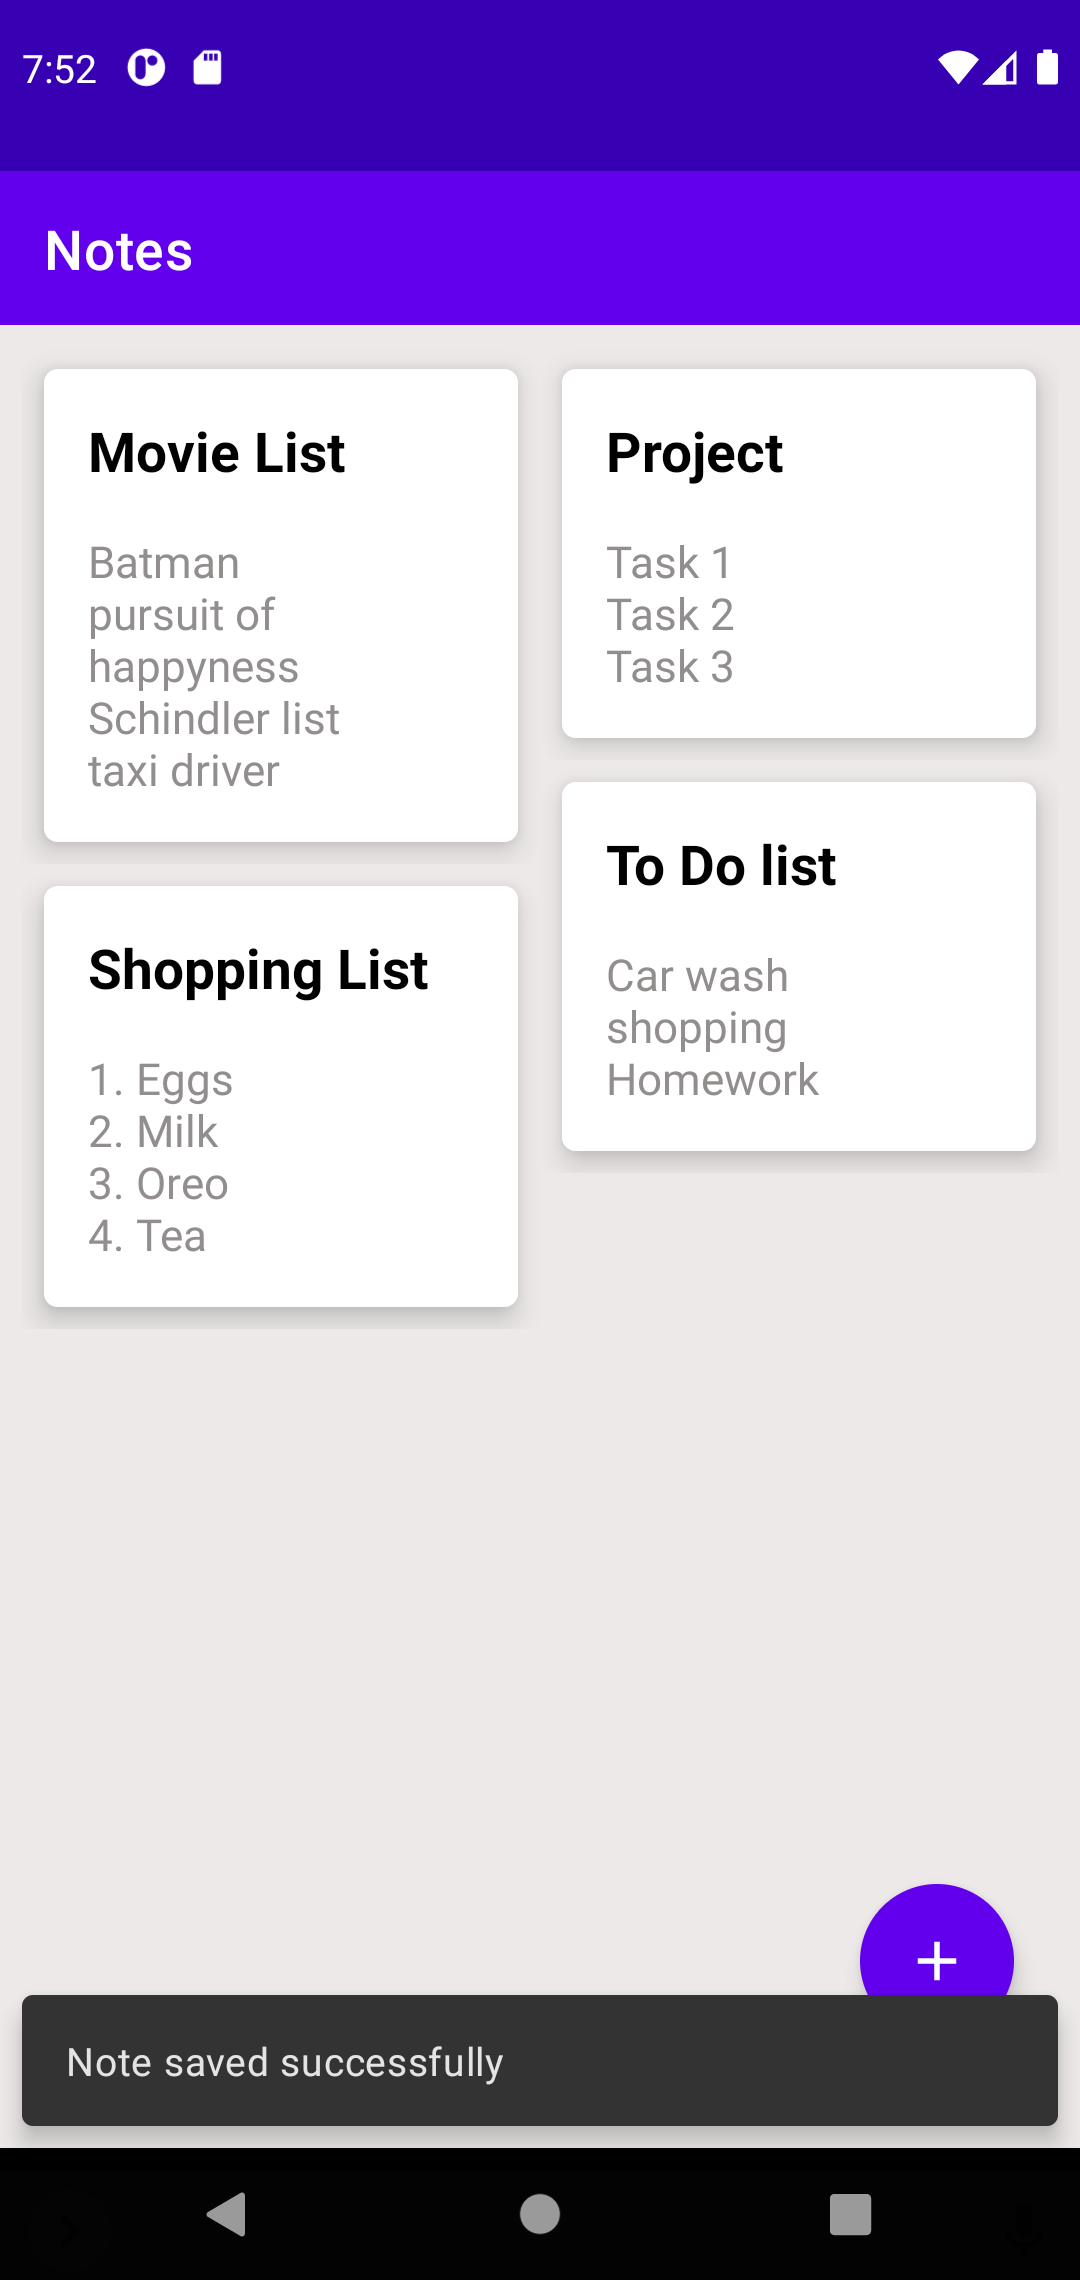 7:52
Notes
Movie List
Batman
pursuit of
happyness
Schindler list
taxi driver
Project
Task 1
Task 2
Task 3
Shopping List
1. Eggs
2. Milk
3. Oreo
4. Tea
To Do list
Car wash
shopping
Homework
Note saved successfully